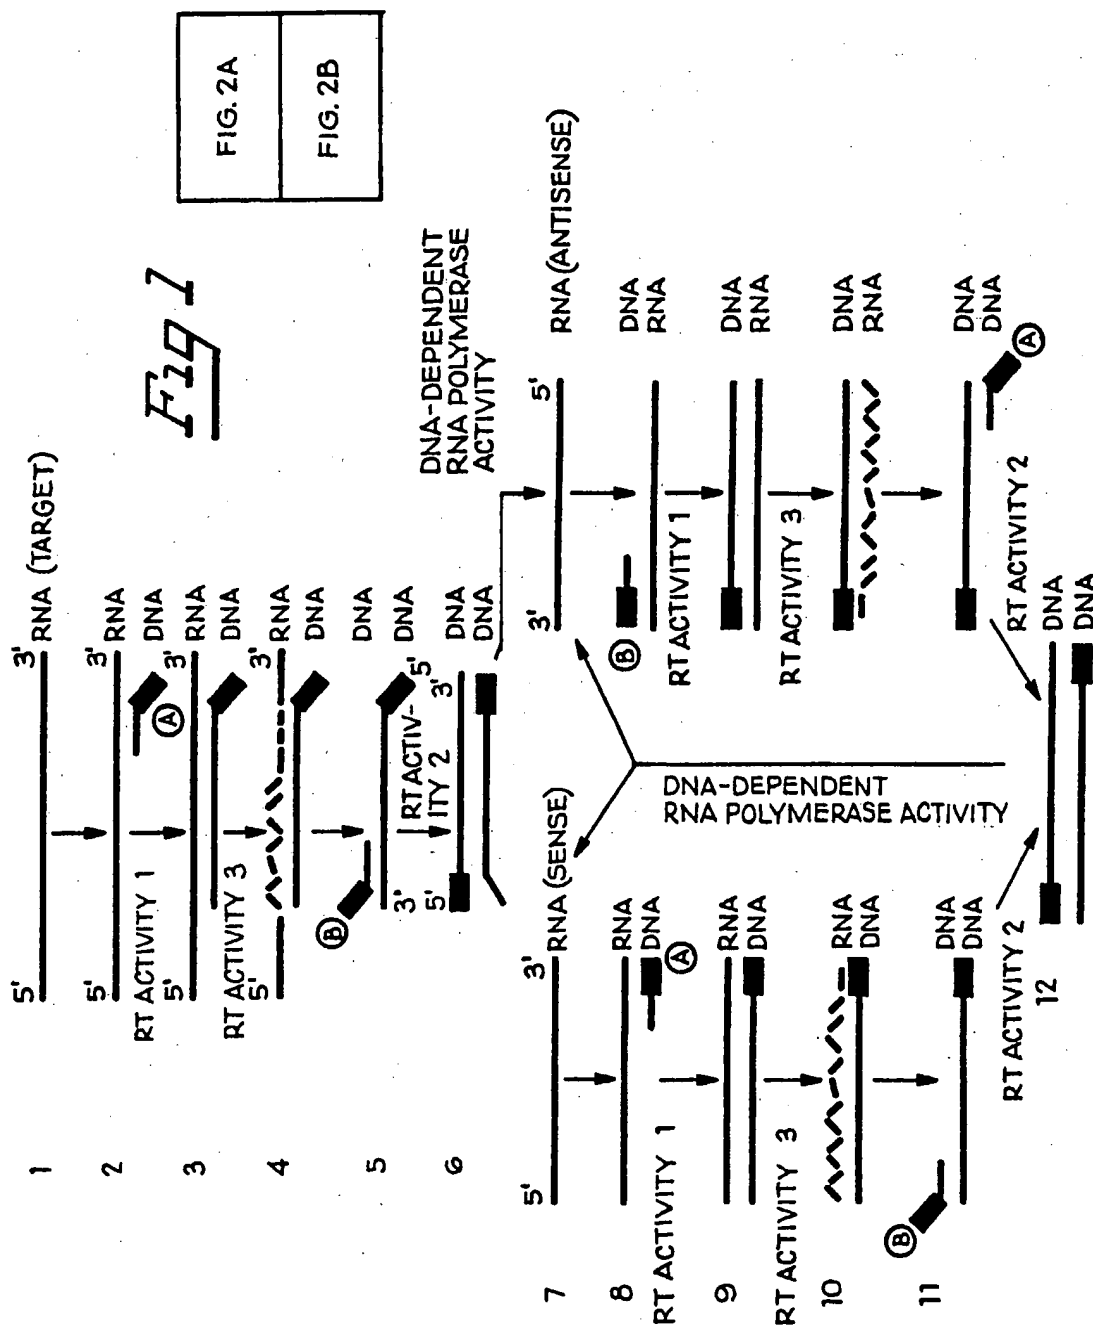 Fig 1
FIG. 2A
FIG. 2B
1
5'
3'
RNA (TARGET)
2
5'
3'
RNA
DNA
A
RT ACTIVITY 1
3
5'
3'
RNA
DNA
RT ACTIVITY 3
4
5'
3'
RNA
DNA
5
B
DNA
DNA
3'
5'
RT ACTIV-
ITY 2
6
5'
3'
DNA
DNA
DNA-DEPENDENT
RNA POLYMERASE
ACTIVITY
7
5'
3'
RNA (SENSE)
3'
5'
RNA (ANTISENSE)
8
RNA
DNA
A
B
DNA
RNA
RT ACTIVITY 1
RT ACTIVITY 1
9
RNA
DNA
DNA
RNA
DNA-DEPENDENT
RNA POLYMERASE ACTIVITY
RT ACTIVITY 3
RT ACTIVITY 3
10
RNA
DNA
DNA
RNA
11
B
DNA
DNA
DNA
DNA
A
RT ACTIVITY 2
RT ACTIVITY 2
12
DNA
DNA